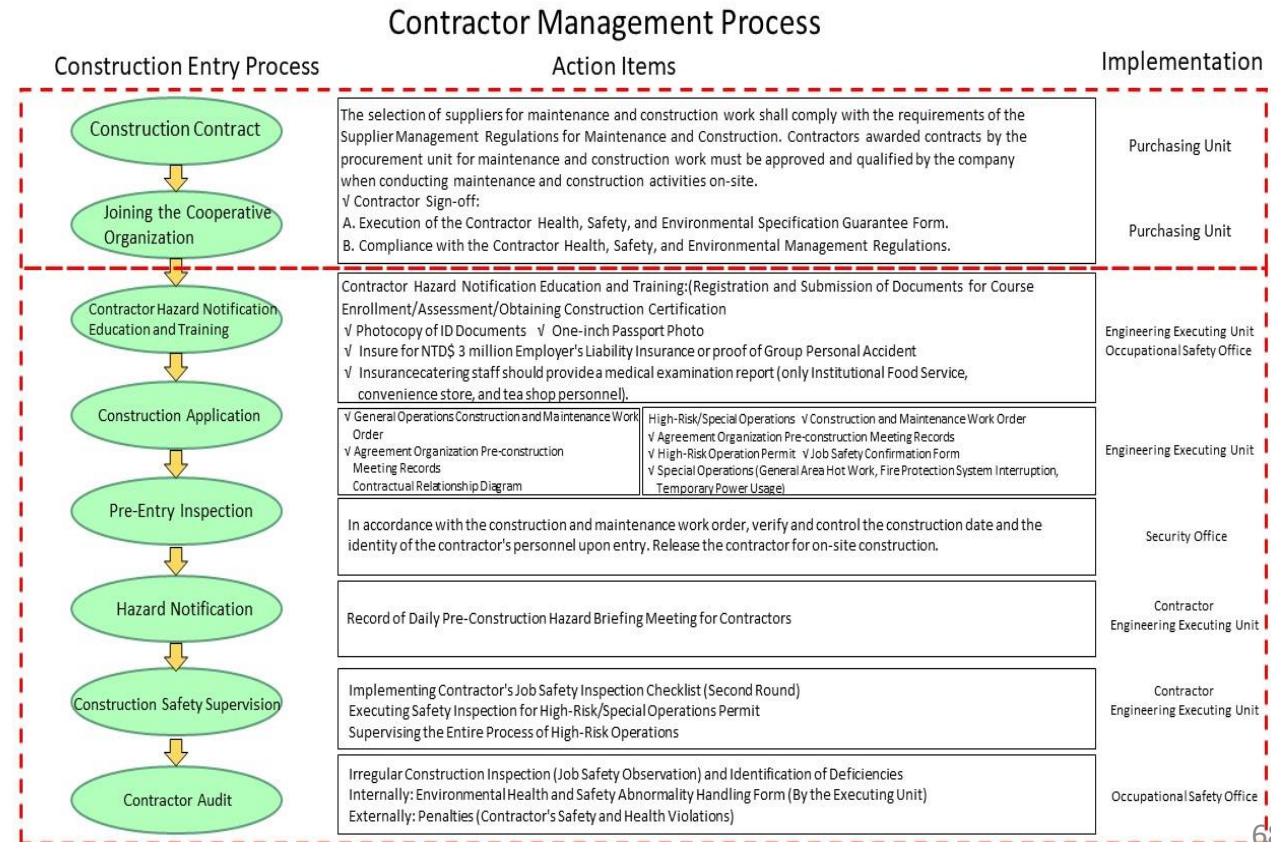 Contractor Management Process
Construction Entry Process
Action Items
Implementation
Construction Contract
Joining the Cooperative
Organization
The selection of suppliers for maintenance and construction work shall comply with the requirements of the
Supplier Management Regulations for Maintenance and Construction. Contractors awarded contracts by the
procurement unit for maintenance and construction work must be approved and qualified by the company
when conducting maintenance and construction activities on-site.
√ Contractor Sign-off:
A. Execution of the Contractor Health, Safety, and Environmental Specification Guarantee Form.
B. Compliance with the Contractor Health, Safety, and Environmental Management Regulations.
Purchasing Unit
Purchasing Unit
Contractor Hazard Notification
Education and Training
Contractor Hazard Notification Education and Training:(Registration and Submission of Documents for Course
Enrollment/Assessment/Obtaining Construction Certification
√ Photocopy of ID Documents √ One-inch Passport Photo
√ Insure for NTD$ 3 million Employer's Liability Insurance or proof of Group Personal Accident
√ Insurancecatering staff should provide a medical examination report (only Institutional Food Service,
convenience store, and tea shop personnel).
Engineering Executing Unit
Occupational Safety Office
Construction Application
√ General Operations Construction and Maintenance Work
Order
√ Agreement Organization Pre-construction
Meeting Records
Contractual Relationship Diagram
High-Risk/Special Operations √ Construction and Maintenance Work Order
√ Agreement Organization Pre-construction Meeting Records
√ High-Risk Operation Permit √ Job Safety Confirmation Form
√ Special Operations (General Area Hot Work, Fire Protection System Interruption,
Temporary Power Usage)
Engineering Executing Unit
Pre-Entry Inspection
In accordance with the construction and maintenance work order, verify and control the construction date and the
identity of the contractor's personnel upon entry. Release the contractor for on-site construction.
Security Office
Hazard Notification
Record of Daily Pre-Construction Hazard Briefing Meeting for Contractors
Contractor
Engineering Executing Unit
Construction Safety Supervision
Implementing Contractor's Job Safety Inspection Checklist (Second Round)
Executing Safety Inspection for High-Risk/Special Operations Permit
Supervising the Entire Process of High-Risk Operations
Contractor
Engineering Executing Unit
Contractor Audit
Irregular Construction Inspection (Job Safety Observation) and Identification of Deficiencies
Internally: Environmental Health and Safety Abnormality Handling Form (By the Executing Unit)
Externally: Penalties (Contractor's Safety and Health Violations)
Occupational Safety Office